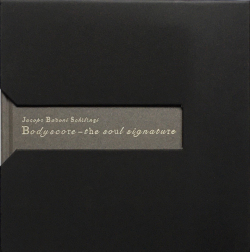 Jacopo Baboni Schilingi
Bodyscore – the soul signature